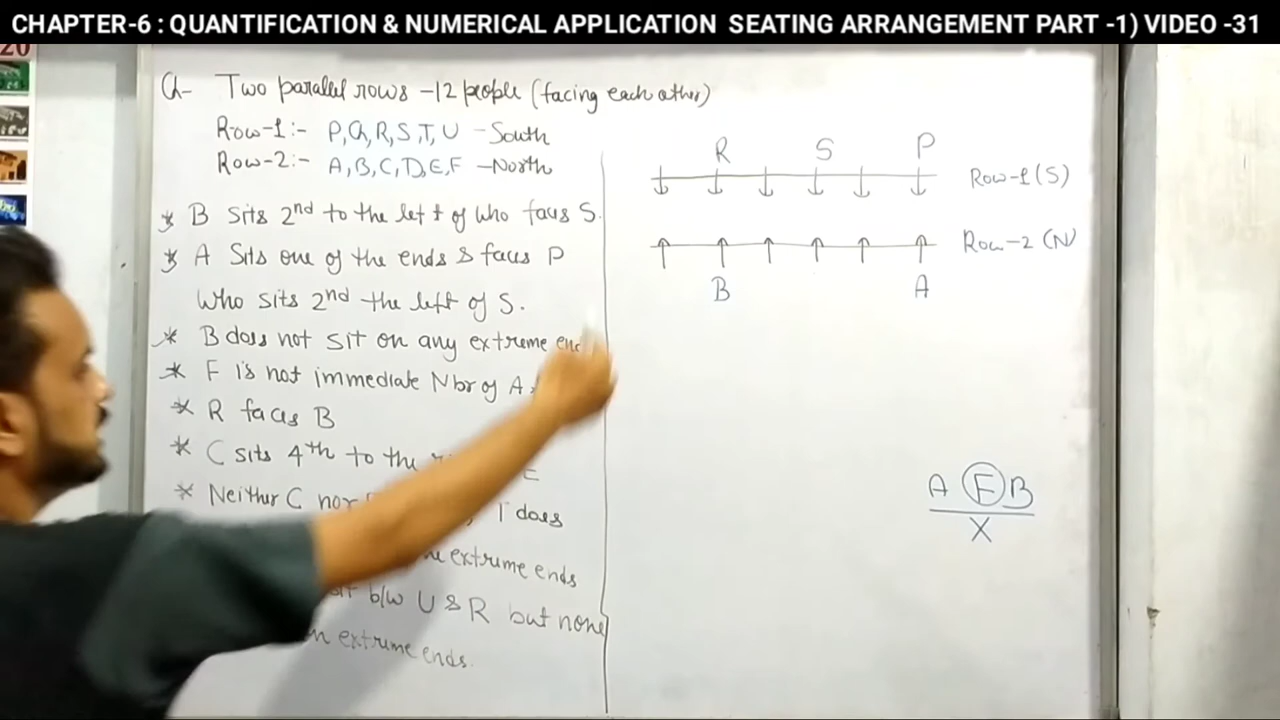 CHAPTER-6 : QUANTIFICATION & NUMERICAL APPLICATION SEATING ARRANGEMENT PART -1) VIDEO -31
20
Q- Two parallel rows -12 people (facing each other)
Row-1:- P,Q,R,S,T,U -South
Row-2:- A,B,C,D,E,F -North
* B sits 2nd to the left of who faces S.
* A sits one of the ends & faces P
who sits 2nd the left of S.
* B does not sit on any extreme end
* F is not immediate Nbr of A
* R faces B
* C sits 4th to the E
* Neither C nor T does
extreme ends
b/w U & R but none
extreme ends.
R S P
Row-1(S)
Row-2 (N)
B A
A F B
X